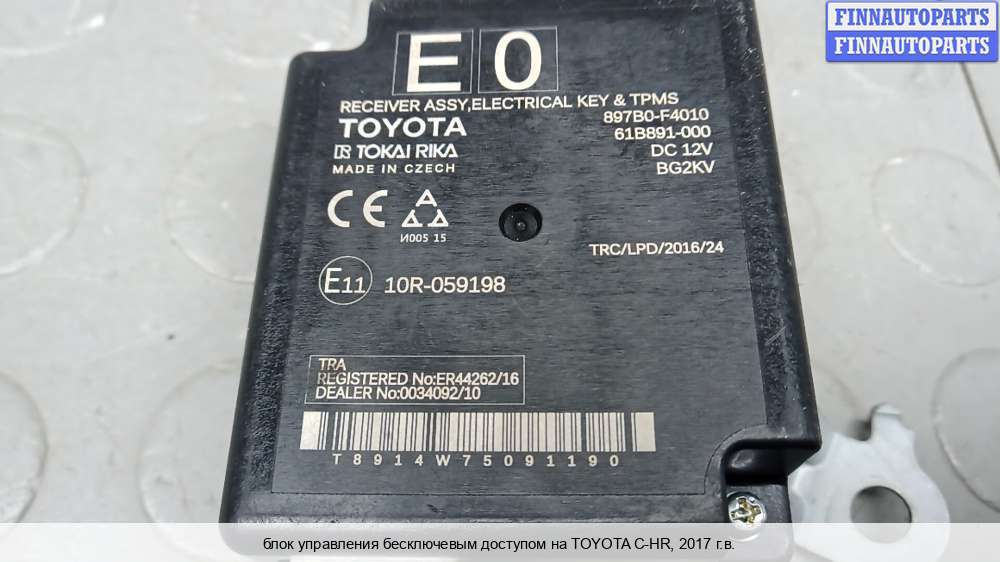 FINNAUTOPARTS
FINNAUTOPARTS
E 0
RECEIVER ASSY,ELECTRICAL KEY & TPMS
TOYOTA
897B0-F4010
61B891-000
TOKAI RIKA
DC 12V
MADE IN CZECH
BG2KV
CE
И005 15
TRC/LPD/2016/24
E11 10R-059198
TRA
REGISTERED No:ER44262/16
DEALER No:0034092/10
T8914W75091190
блок управления бесключевым доступом на TOYOTA C-HR, 2017 г.в.